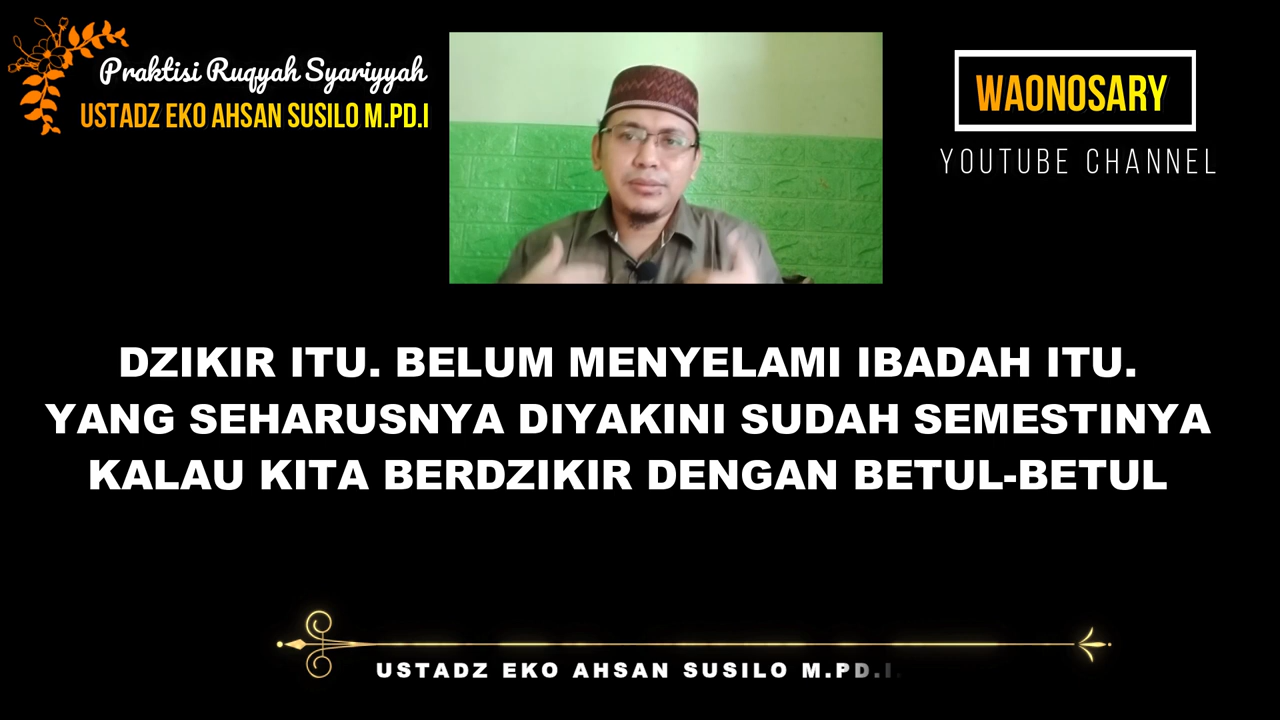 Praktisi Ruqyah Syariyyah
USTADZ EKO AHSAN SUSILO M.PD.I
WAONOSARY
YOUTUBE CHANNEL
DZIKIR ITU. BELUM MENYELAMI IBADAH ITU.
YANG SEHARUSNYA DIYAKINI SUDAH SEMESTINYA
KALAU KITA BERDZIKIR DENGAN BETUL-BETUL
USTADZ EKO AHSAN SUSILO M.PD.I.